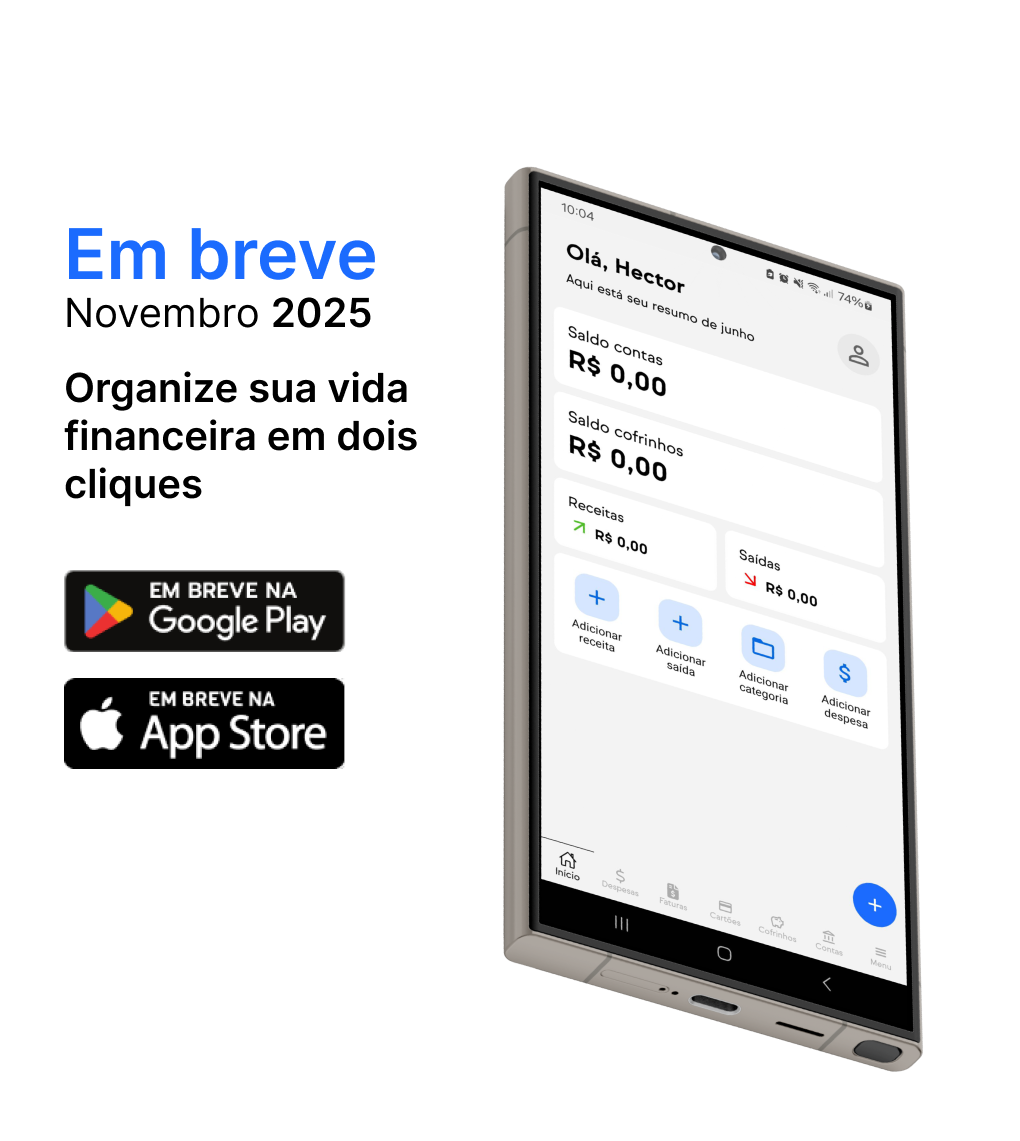 Em breve
Novembro 2025
Organize sua vida
financeira em dois
cliques
EM BREVE NA
Google Play
EM BREVE NA
App Store
10:04
74%
Olá, Hector
Aqui está seu resumo de junho
Saldo contas
R$ 0,00
Saldo cofrinhos
R$ 0,00
Receitas
R$ 0,00
Saídas
R$ 0,00
Adicionar
receita
Adicionar
saída
Adicionar
categoria
Adicionar
despesa
Início
Despesas
Faturas
Cartões
Cofrinhos
Contas
Menu